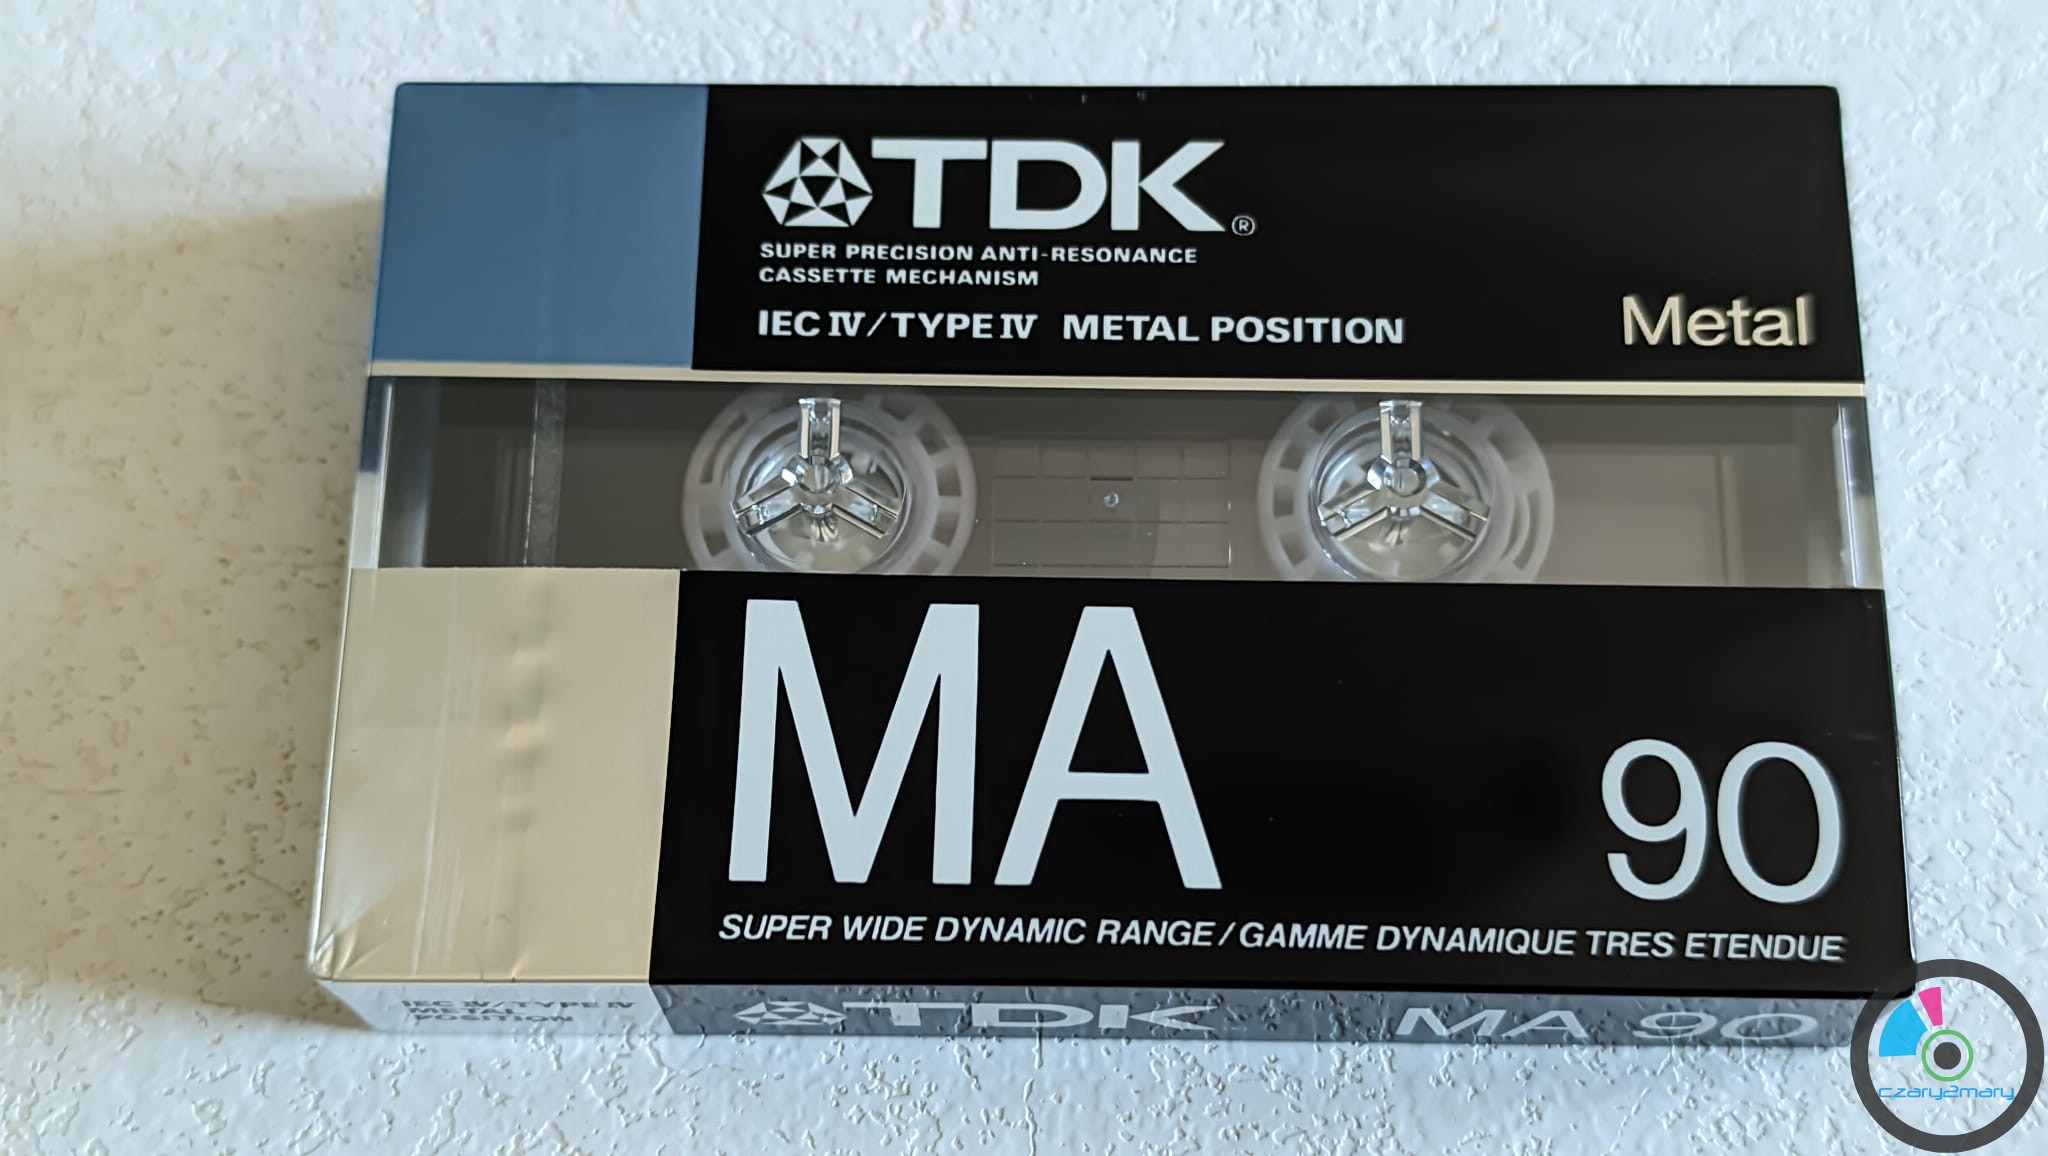 TDK®
SUPER PRECISION ANTI-RESONANCE
CASSETTE MECHANISM
IEC IV/TYPE IV METAL POSITION
Metal
MA
90
SUPER WIDE DYNAMIC RANGE/GAMME DYNAMIQUE TRES ETENDUE
IEC IV/TYPE IV
METAL
POSITION
TDK MA 90
czary2mary